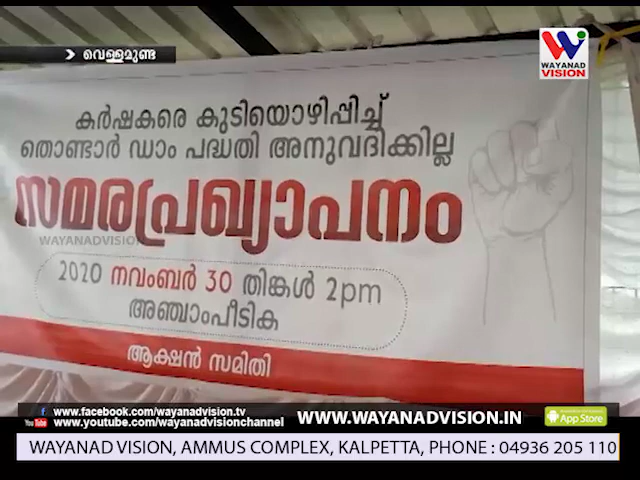 വെള്ളമുണ്ട
WAYANAD
VISION
കർഷകരെ കുടിയൊഴിപ്പിച്ച്
തൊണ്ടാർ ഡാം പദ്ധതി അനുവദിക്കില്ല
സമരപ്രഖ്യാപനം
WAYANADVISION
2020 നവംബർ 30 തിങ്കൾ 2pm
അഞ്ചാംപീടിക
ആക്ഷൻ സമിതി
www.facebook.com/wayanadvision.tv
You Tube www.youtube.com/wayanadvisionchannel
WWW.WAYANADVISION.IN
App Store
WAYANAD VISION, AMMUS COMPLEX, KALPETTA, PHONE : 04936 205 110